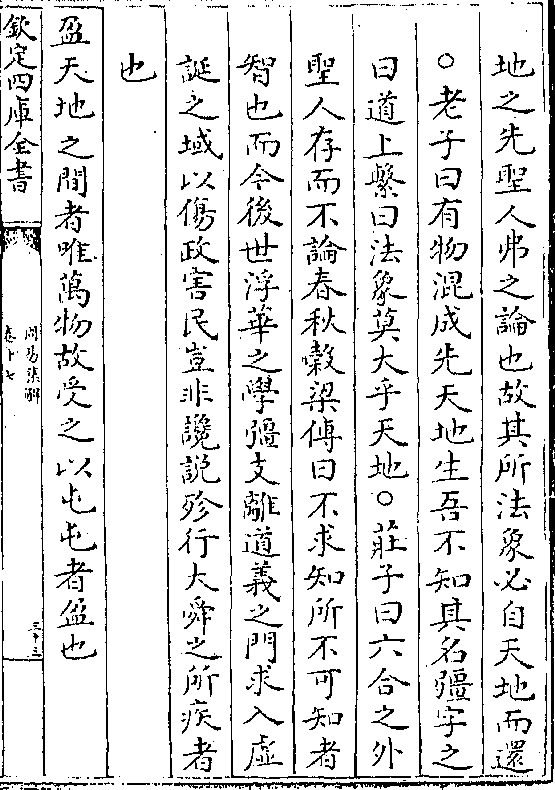 地之先聖人弗之論也故其所法象必自天地而還
○老子曰有物混成先天地生吾不知其名彊字之
曰道上繫曰法象莫大乎天地○莊子曰六合之外
聖人存而不論春秋榖梁傳曰不求知所不可知者
智也而今後世浮華之學彊支離道義之門求入虛
誕之域以傷政害民豈非讒説殄行大舜之所疾者
也
盈天地之間者唯萬物故受之以屯屯者盈也
欽定四庫全書
周易集解
卷十七
三十三